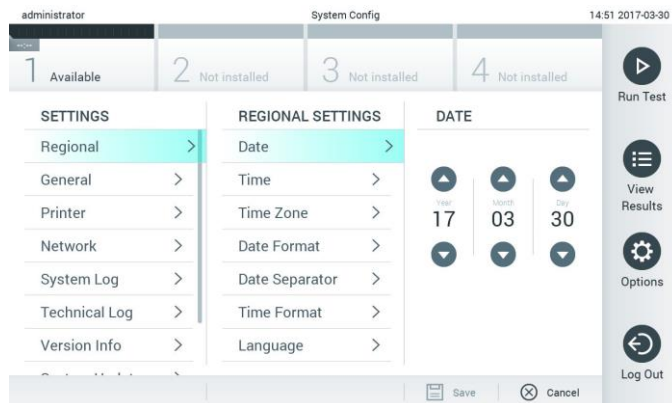 administrator
System Config
14:51 2017-03-30
1 Available
2 Not installed
3 Not installed
4 Not installed
SETTINGS
Regional
General
Printer
Network
System Log
Technical Log
Version Info
REGIONAL SETTINGS
Date
Time
Time Zone
Date Format
Date Separator
Time Format
Language
DATE
Year
17
Month
03
Day
30
Save
Cancel
Run Test
View
Results
Options
Log Out